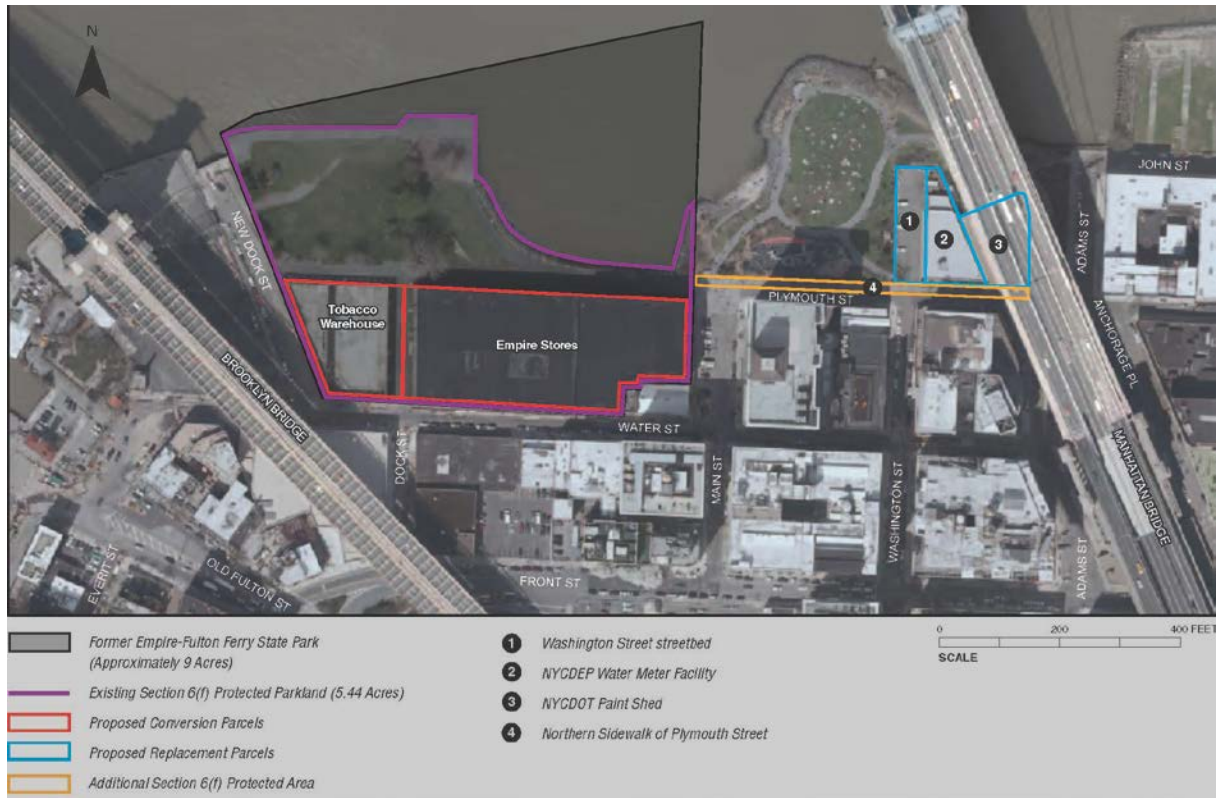 N
JOHN ST
NEW DOCK ST
1
2
3
ADAMS ST
4
PLYMOUTH ST
Tobacco
Warehouse
Empire Stores
ANCHORAGE PL
BROOKLYN BRIDGE
WATER ST
DOCK ST
MAIN ST
WASHINGTON ST
MANHATTAN BRIDGE
EVERIT ST
OLD FULTON ST
FRONT ST
ADAMS ST
Former Empire-Fulton Ferry State Park
(Approximately 9 Acres)
Existing Section 6(f) Protected Parkland (5.44 Acres)
Proposed Conversion Parcels
Proposed Replacement Parcels
Additional Section 6(f) Protected Area
1 Washington Street streetbed
2 NYCDEP Water Meter Facility
3 NYCDOT Paint Shed
4 Northern Sidewalk of Plymouth Street
0 200 400 FEET
SCALE